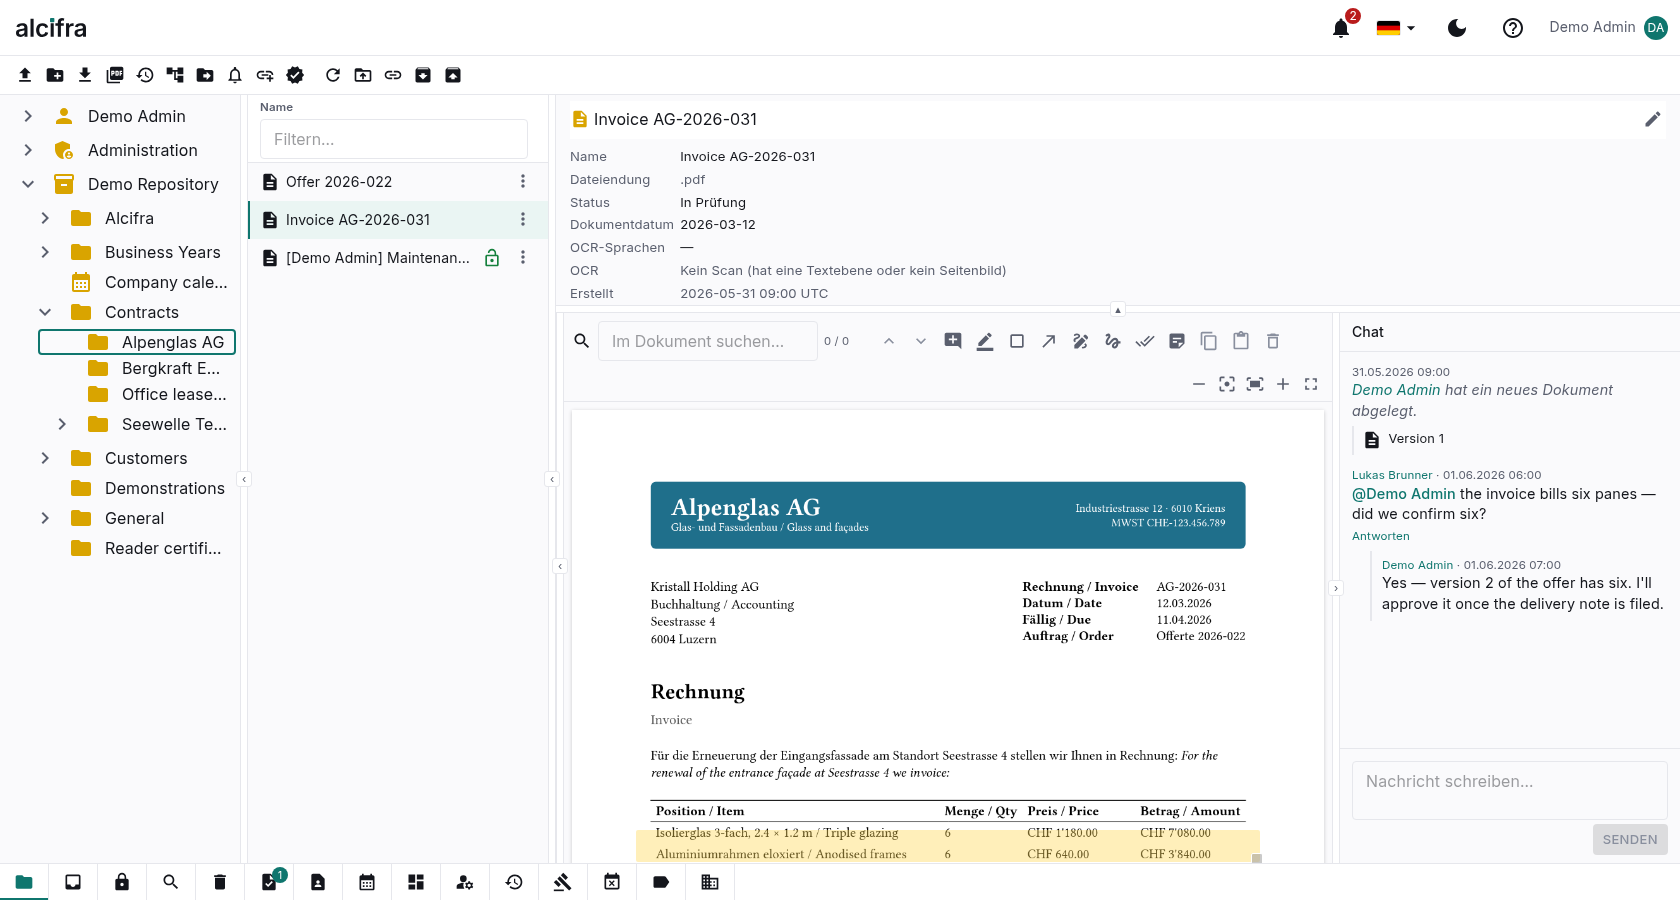 alcifra
2
Demo Admin
DA
PDF
Demo Admin
Administration
Demo Repository
Alcifra
Business Years
Company cale...
Contracts
Alpenglas AG
Bergkraft E...
Office lease...
Seewelle Te...
Customers
Demonstrations
General
Reader certifi...
Name
Filtern...
Offer 2026-022
Invoice AG-2026-031
[Demo Admin] Maintenan...
Invoice AG-2026-031
Name Invoice AG-2026-031
Dateiendung .pdf
Status In Prüfung
Dokumentdatum 2026-03-12
OCR-Sprachen —
OCR Kein Scan (hat eine Textebene oder kein Seitenbild)
Erstellt 2026-05-31 09:00 UTC
Im Dokument suchen...
0 / 0
Alpenglas AG
Glas- und Fassadenbau / Glass and façades
Industriestrasse 12 · 6010 Kriens
MWST CHE-123.456.789
Kristall Holding AG
Buchhaltung / Accounting
Seestrasse 4
6004 Luzern
Rechnung / Invoice AG-2026-031
Datum / Date 12.03.2026
Fällig / Due 11.04.2026
Auftrag / Order Offerte 2026-022
Rechnung
Invoice
Für die Erneuerung der Eingangsfassade am Standort Seestrasse 4 stellen wir Ihnen in Rechnung: For the
renewal of the entrance façade at Seestrasse 4 we invoice:
Position / Item Menge / Qty Preis / Price Betrag / Amount
Isolierglas 3-fach, 2.4 × 1.2 m / Triple glazing 6 CHF 1'180.00 CHF 7'080.00
Aluminiumrahmen eloxiert / Anodised frames 6 CHF 640.00 CHF 3'840.00
Chat
31.05.2026 09:00
Demo Admin hat ein neues Dokument
abgelegt.
Version 1
Lukas Brunner · 01.06.2026 06:00
@Demo Admin the invoice bills six panes —
did we confirm six?
Antworten
Demo Admin · 01.06.2026 07:00
Yes — version 2 of the offer has six. I'll
approve it once the delivery note is filed.
Nachricht schreiben...
SENDEN
1